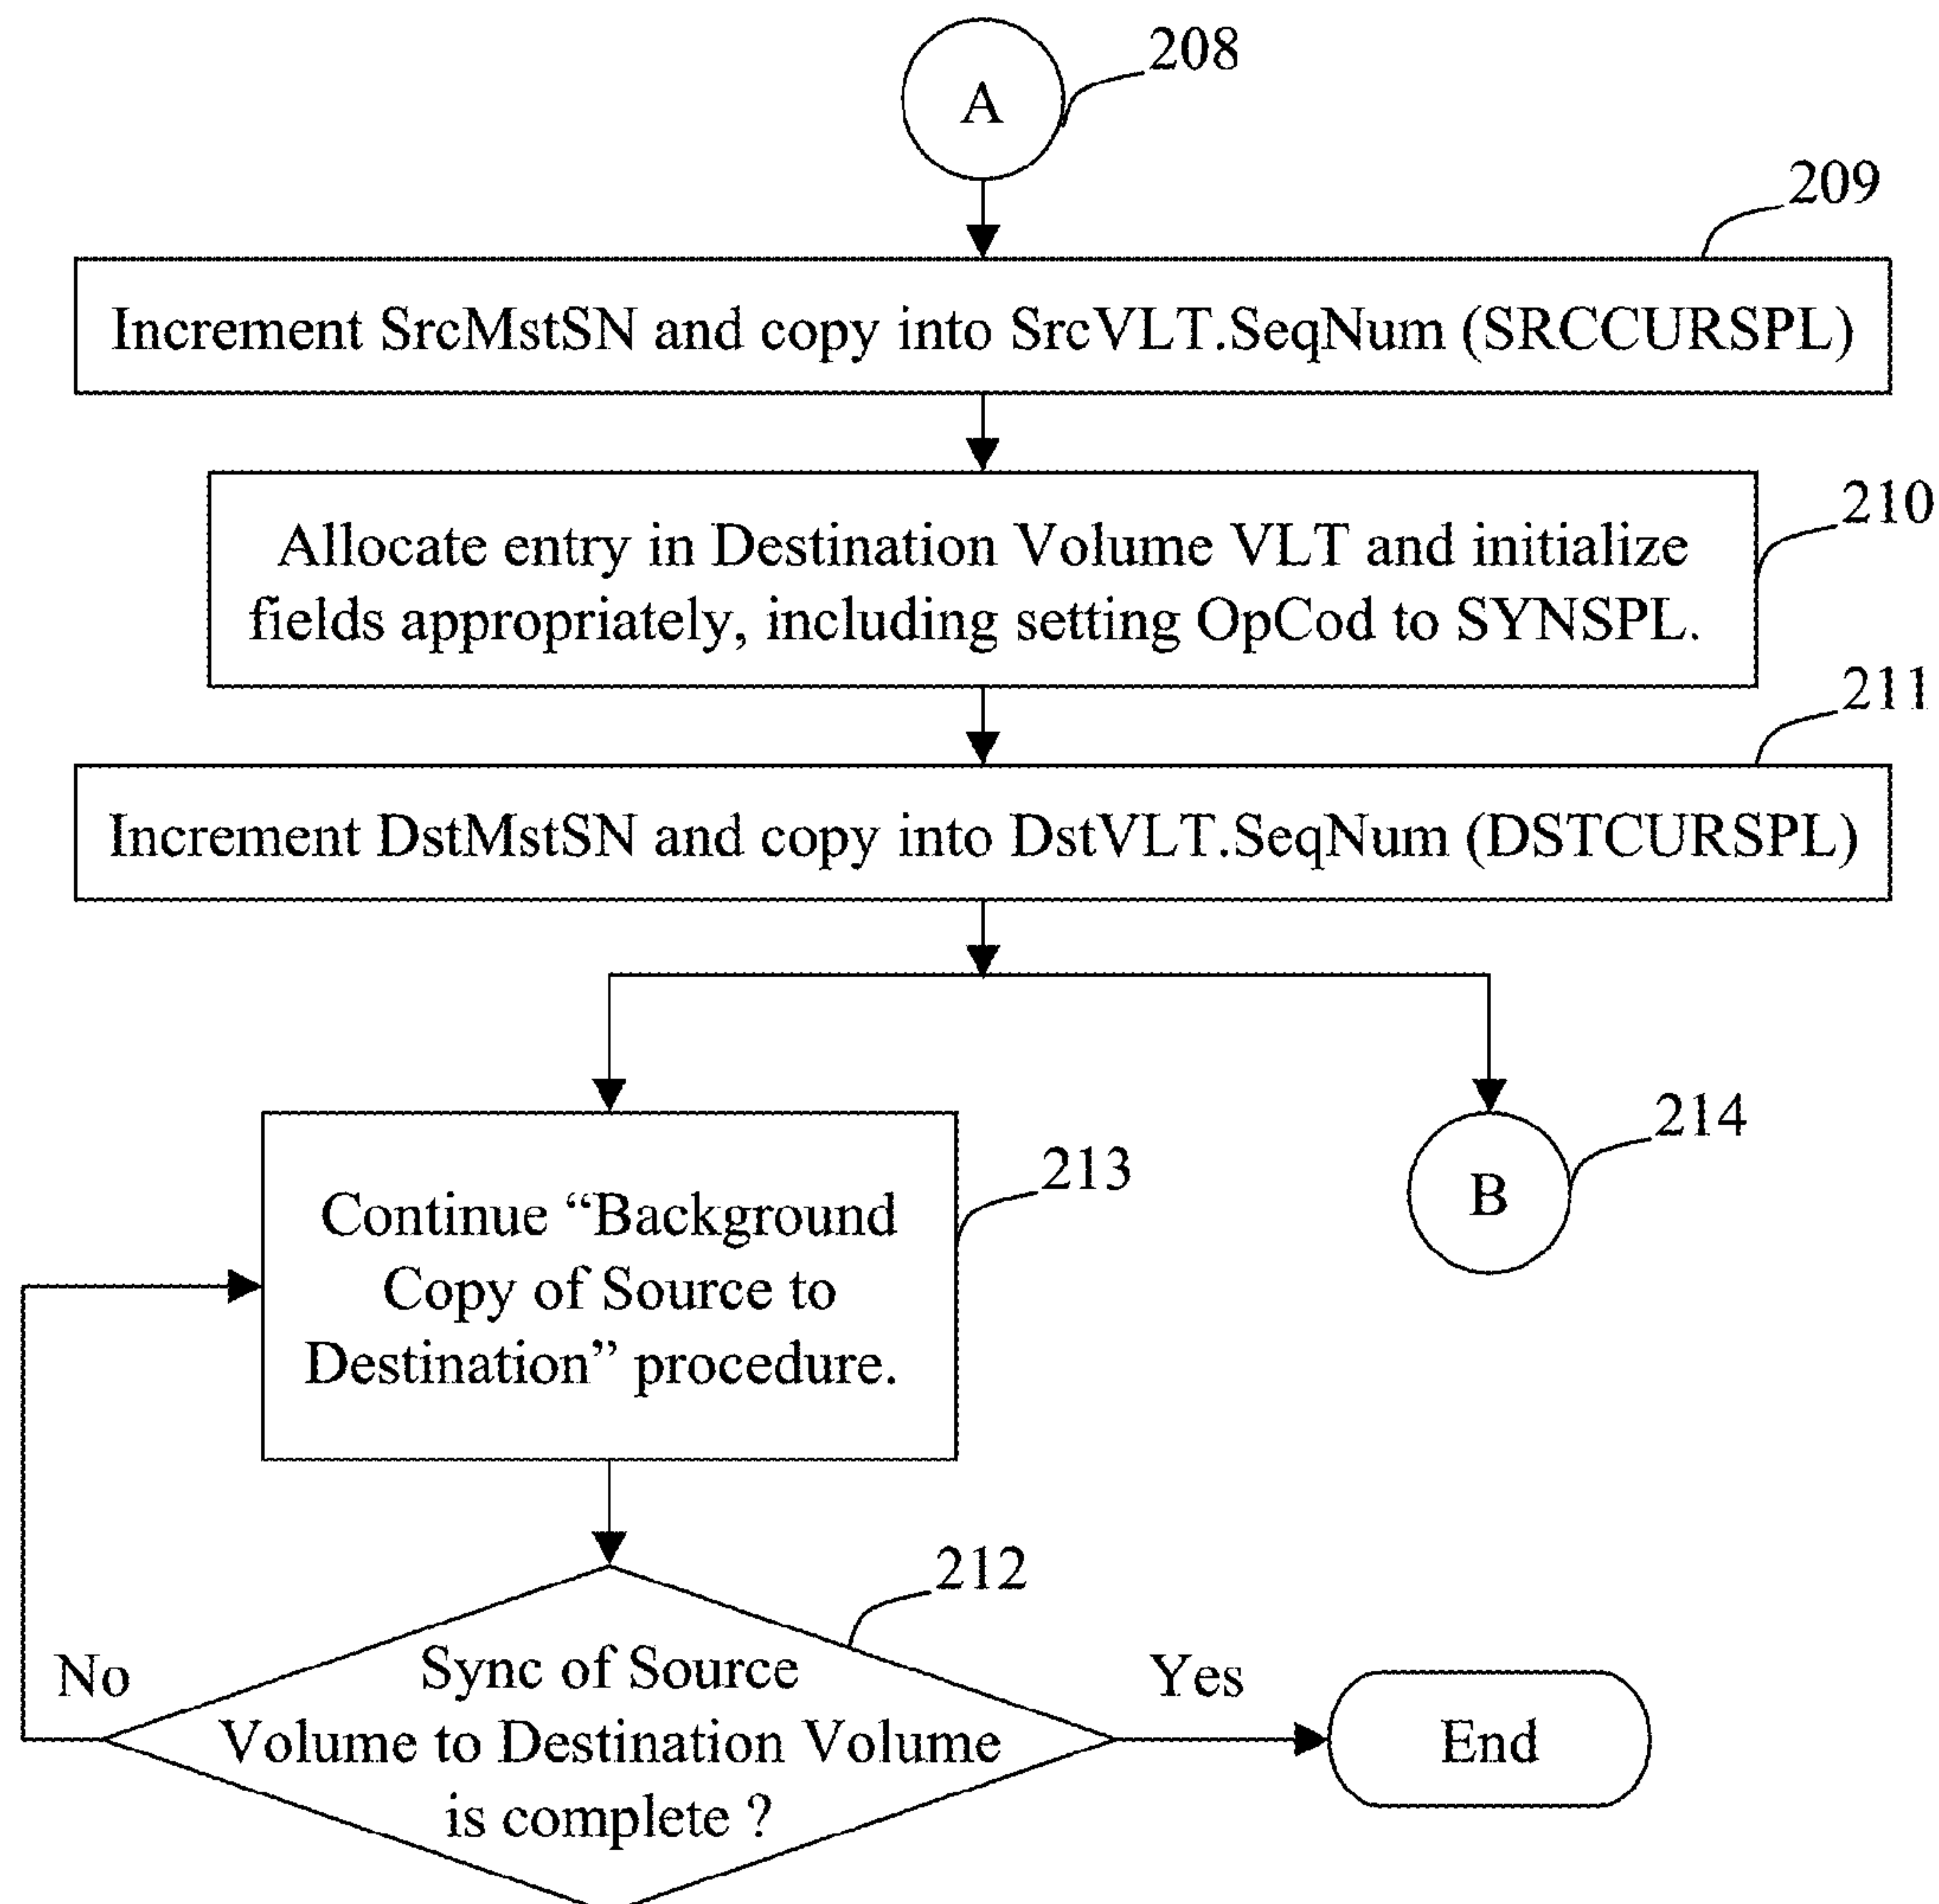 A
208
209
Increment SrcMstSN and copy into SrcVLT.SeqNum (SRCCURSPL)
210
Allocate entry in Destination Volume VLT and initialize
fields appropriately, including setting OpCod to SYNSPL.
211
Increment DstMstSN and copy into DstVLT.SeqNum (DSTCURSPL)
214
B
213
Continue “Background
Copy of Source to
Destination” procedure.
212
No
Sync of Source
Volume to Destination Volume
is complete ?
Yes
End